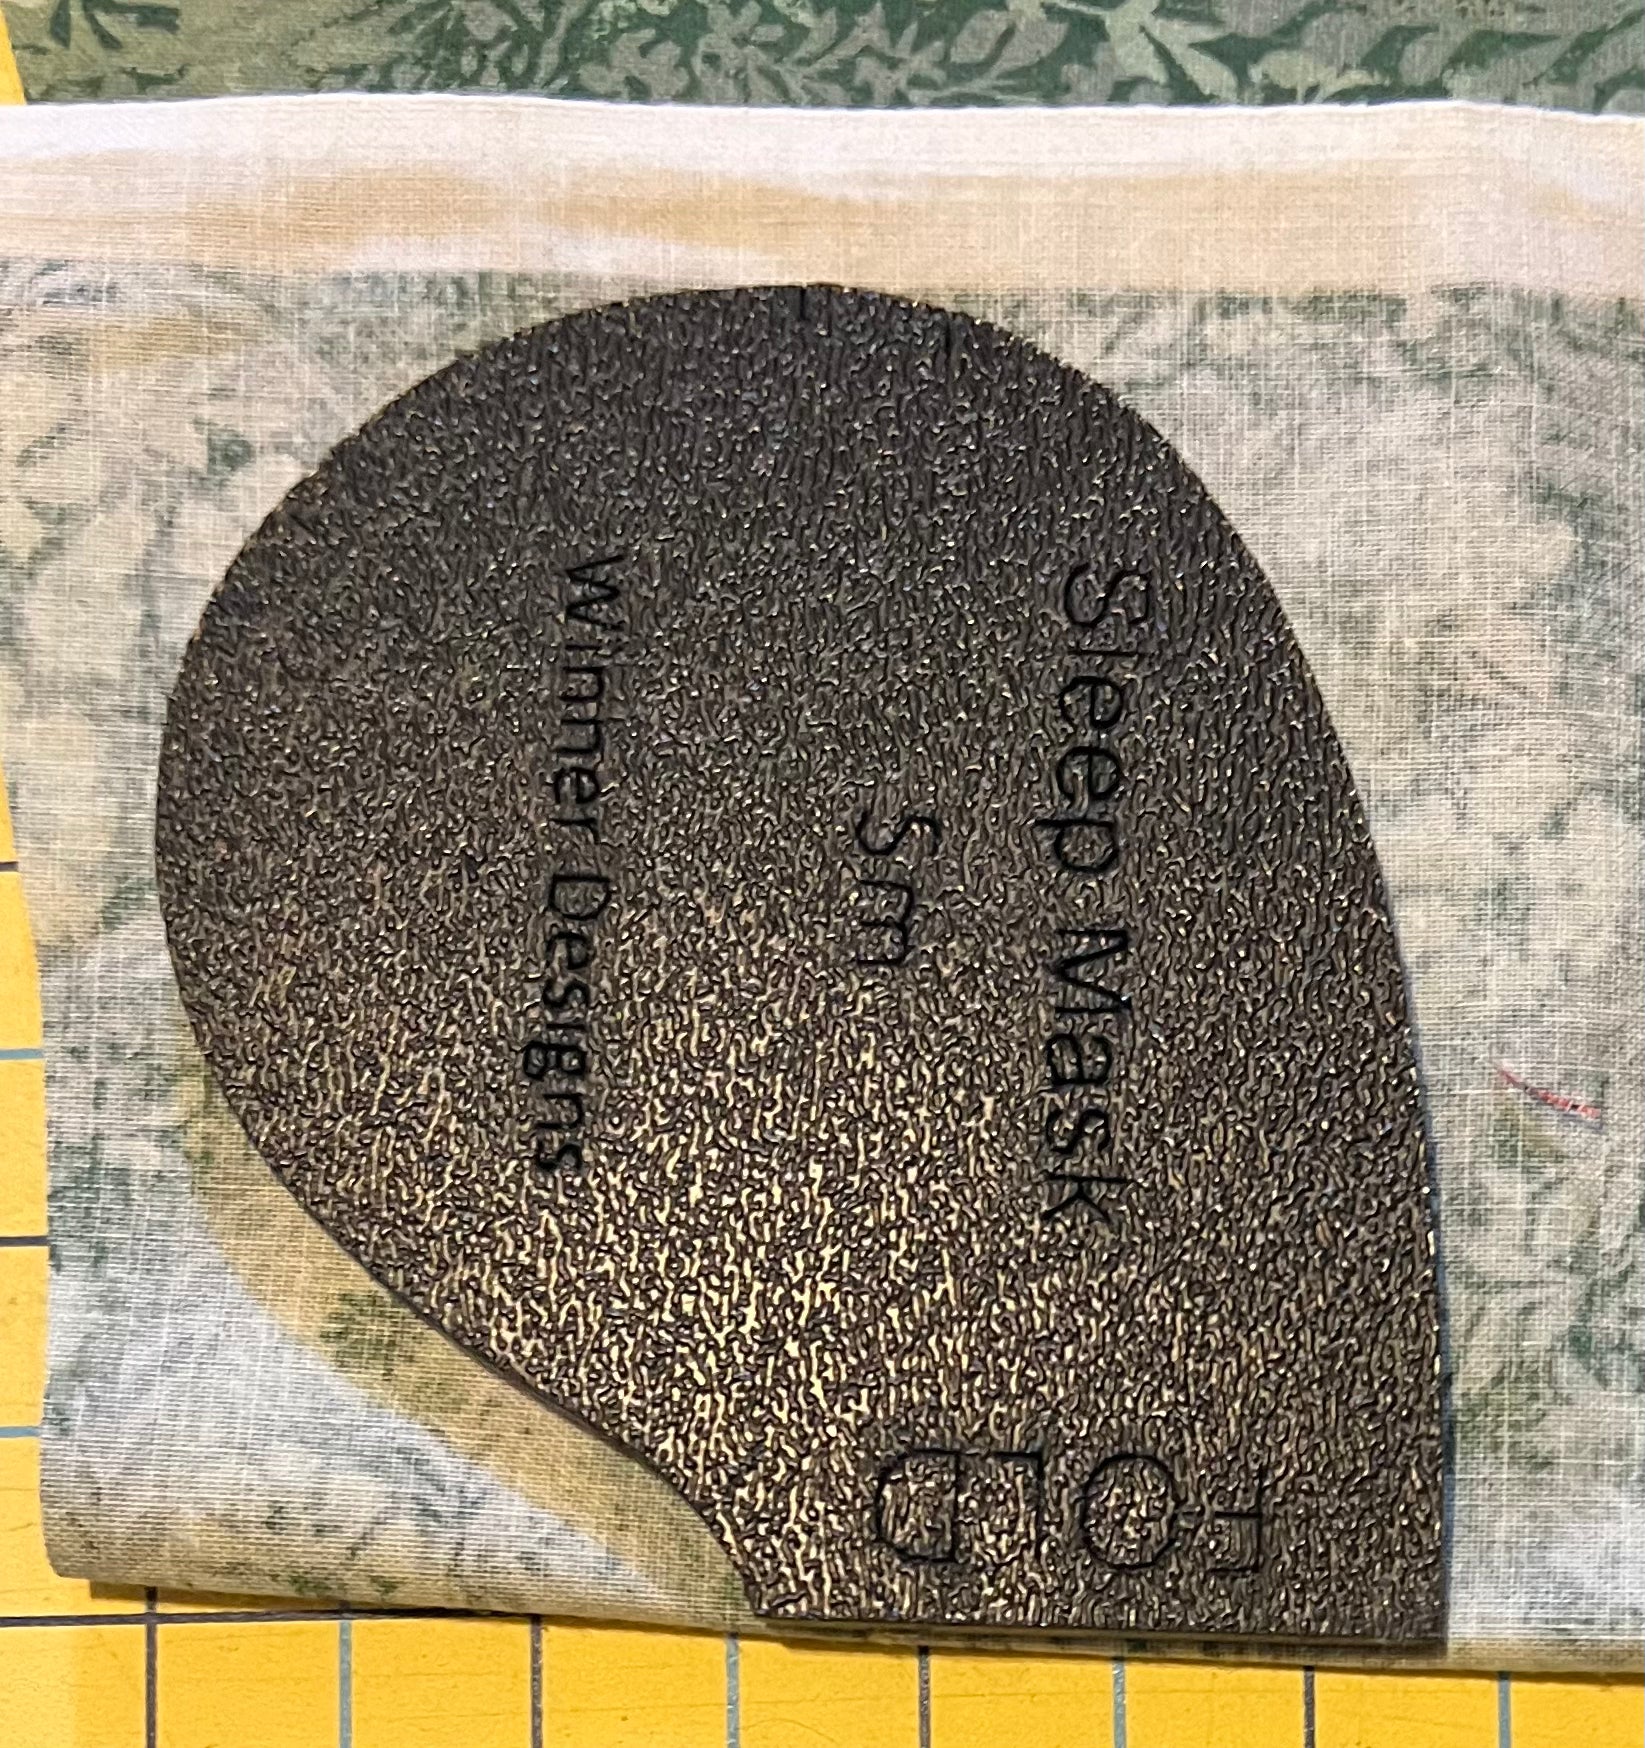 Sleep Mask
Sm
Winner Designs
FOLD